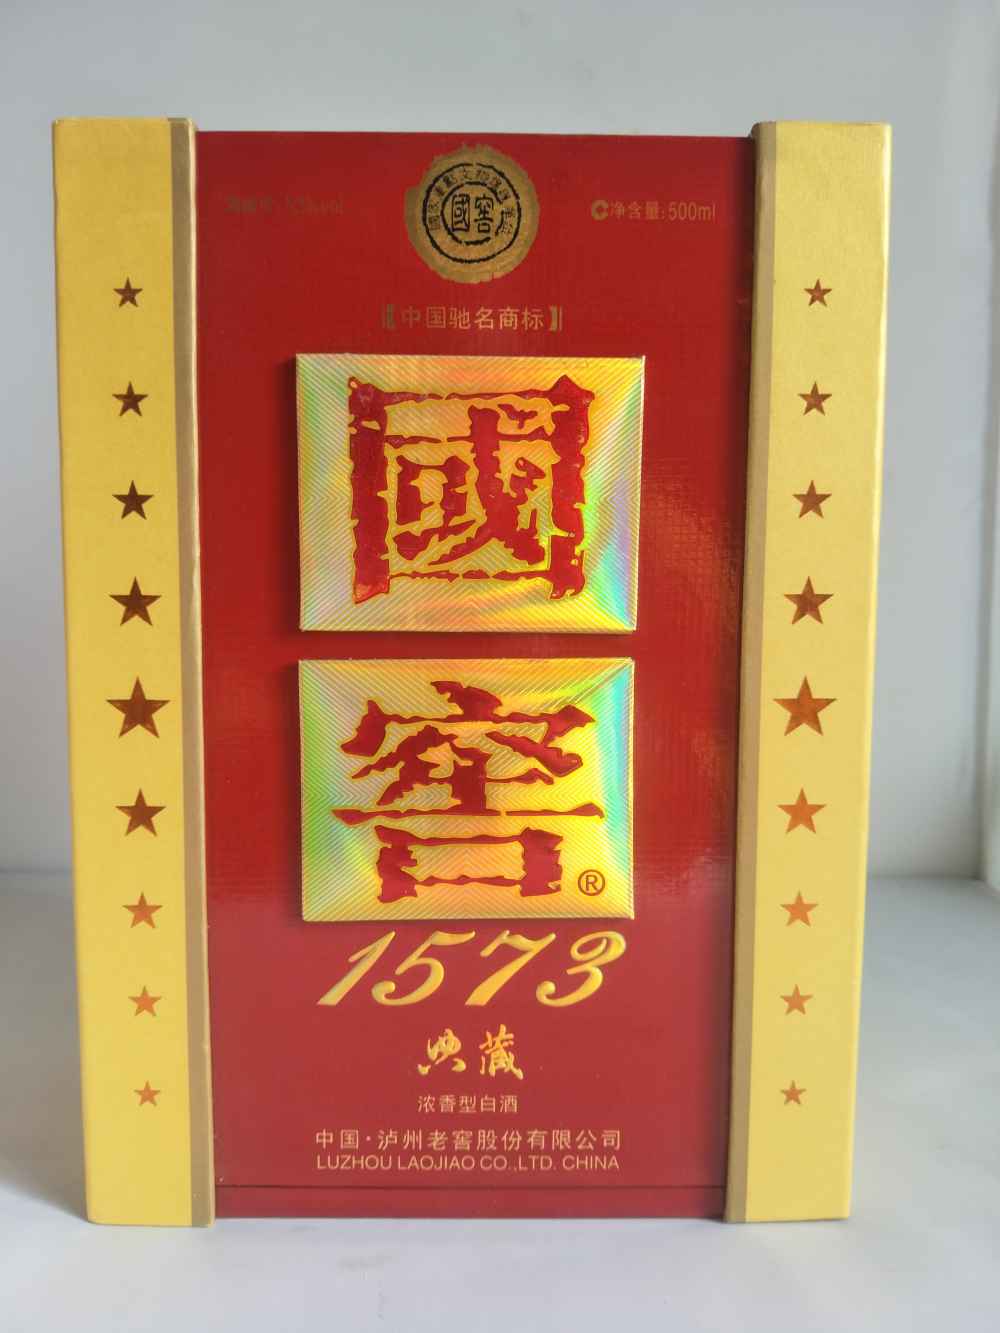 國窖
净含量:500ml
【中国驰名商标】
國
窖®
1573
典藏
浓香型白酒
中国·泸州老窖股份有限公司
LUZHOU LAOJIAO CO.,LTD. CHINA